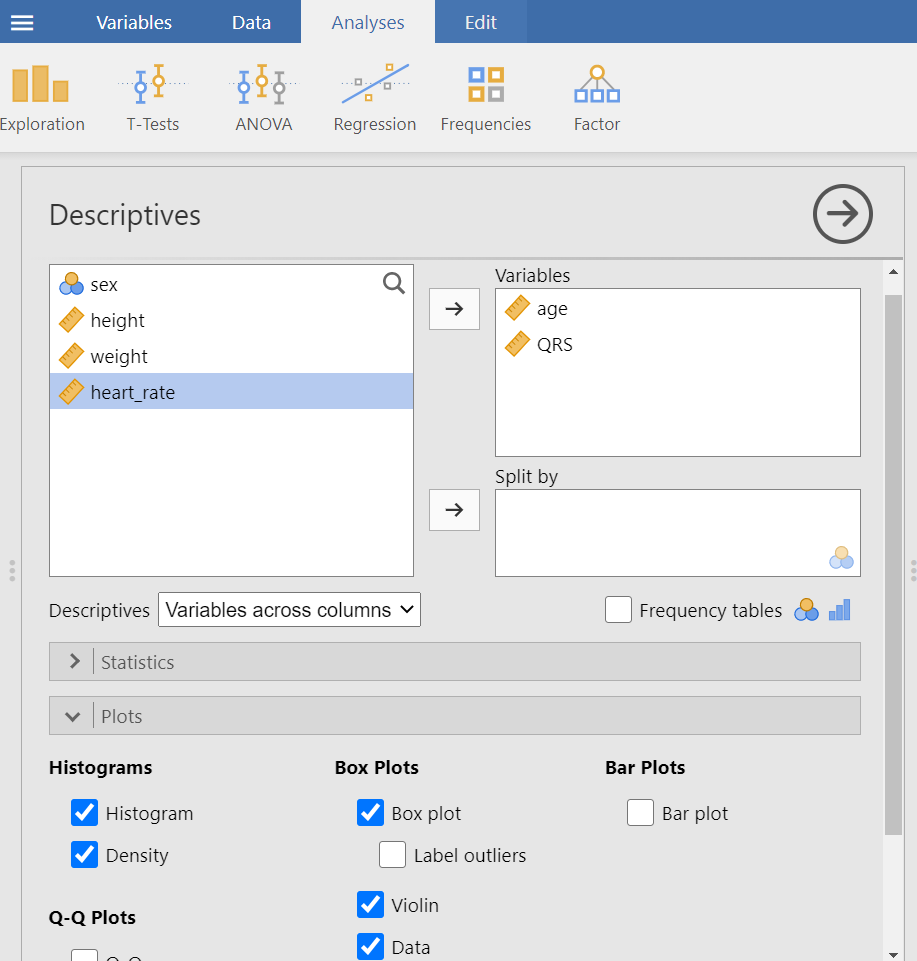 Variables Data Analyses Edit
Exploration T-Tests ANOVA Regression Frequencies Factor
Descriptives
sex
height
weight
heart_rate
Variables
age
QRS
Split by
Descriptives Variables across columns Frequency tables
Statistics
Plots
Histograms Box Plots Bar Plots
Histogram Box plot Bar plot
Density Label outliers
Violin
Q-Q Plots
Data